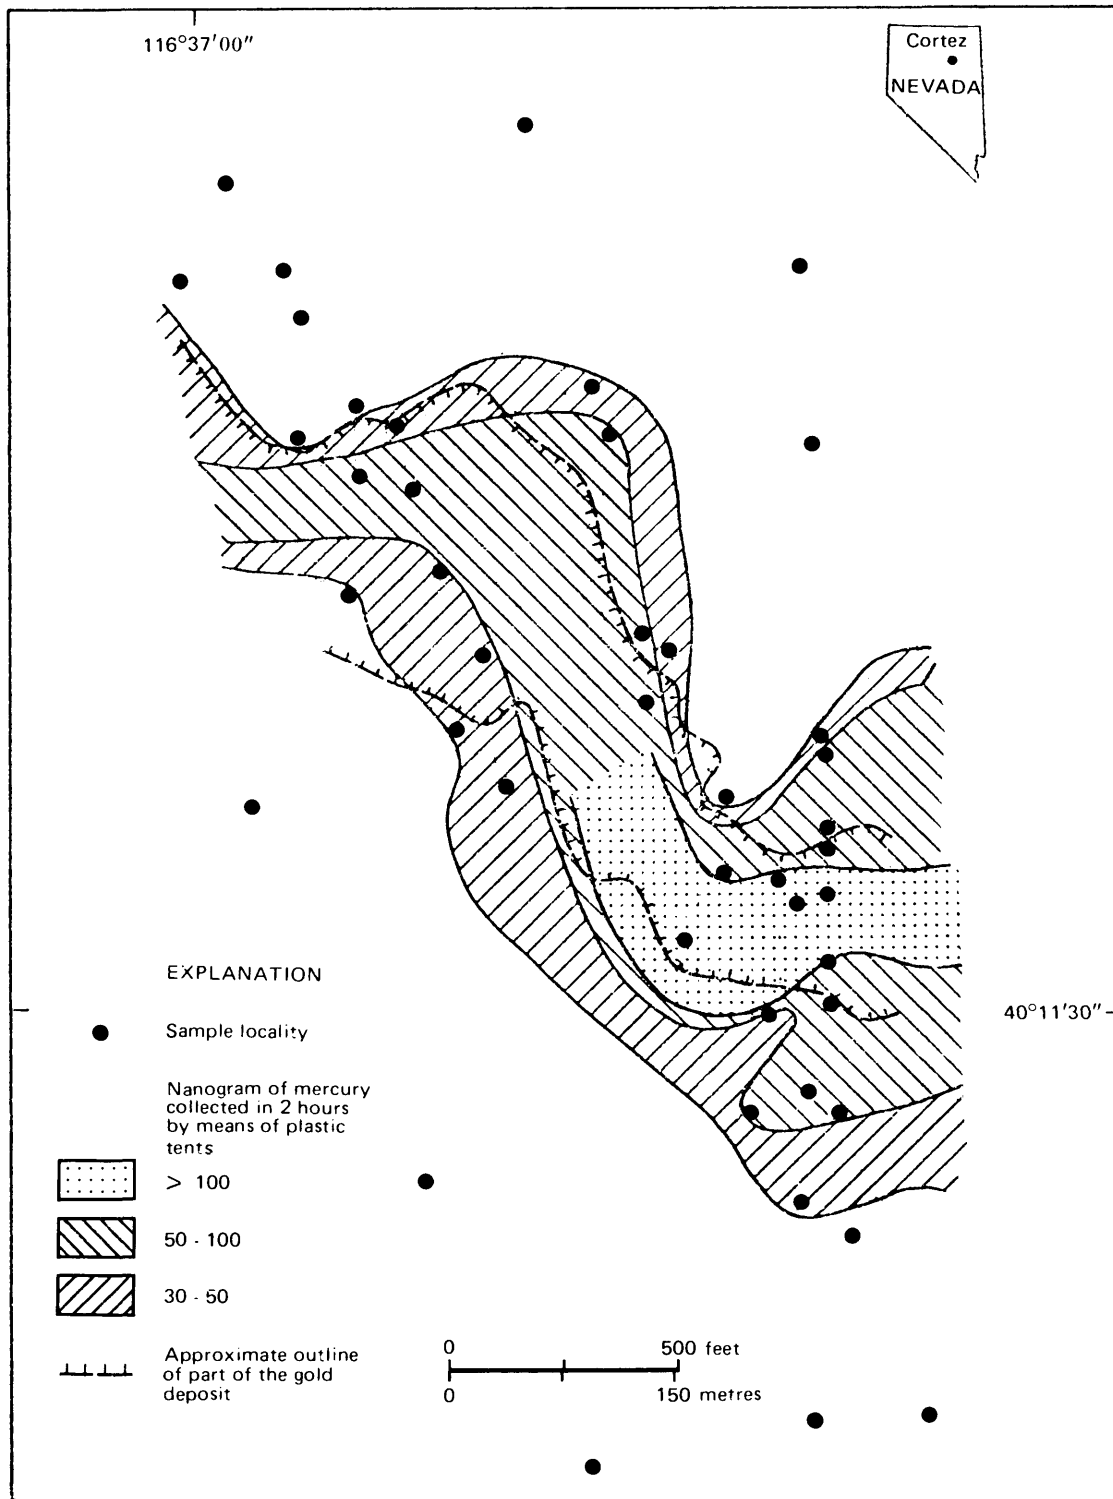 116°37'00"
Cortez
NEVADA
40°11'30"
EXPLANATION
Sample locality
Nanogram of mercury
collected in 2 hours
by means of plastic
tents
> 100
50 - 100
30 - 50
Approximate outline
of part of the gold
deposit
0 500 feet
0 150 metres